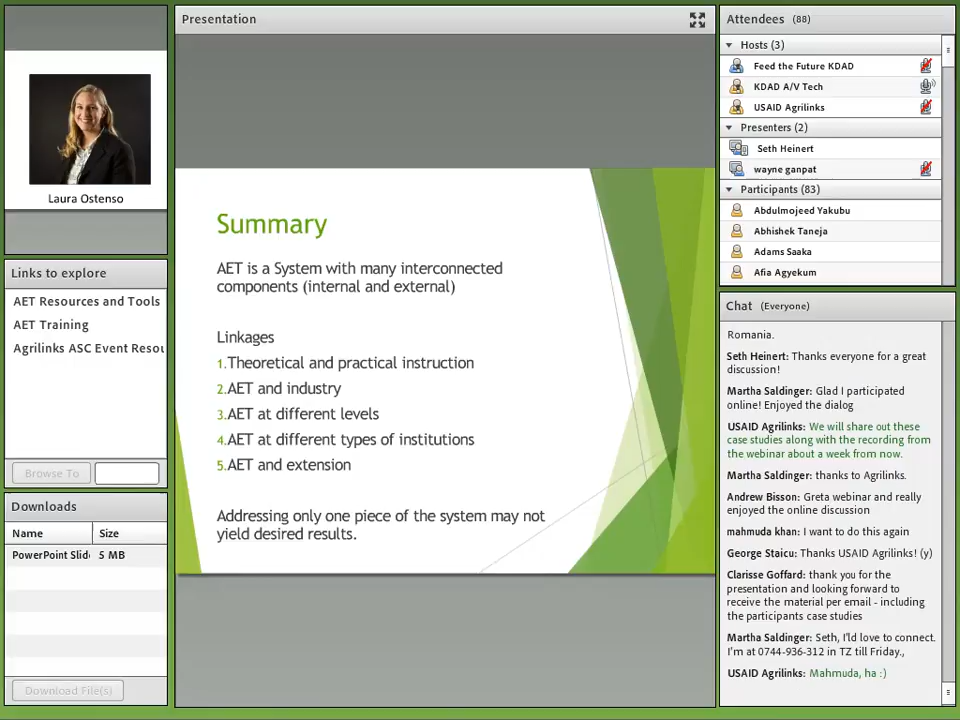 Laura Ostenso
Links to explore
AET Resources and Tools
AET Training
Agrilinks ASC Event Resou
Browse To
Downloads
Name Size
PowerPoint Slid 5 MB
Download File(s)
Presentation
Summary
AET is a System with many interconnected
components (internal and external)
Linkages
1.Theoretical and practical instruction
2.AET and industry
3.AET at different levels
4.AET at different types of institutions
5.AET and extension
Addressing only one piece of the system may not
yield desired results.
Attendees (88)
Hosts (3)
Feed the Future KDAD
KDAD A/V Tech
USAID Agrilinks
Presenters (2)
Seth Heinert
wayne ganpat
Participants (83)
Abdulmojeed Yakubu
Abhishek Taneja
Adams Saaka
Afia Agyekum
Chat (Everyone)
Romania.
Seth Heinert: Thanks everyone for a great
discussion!
Martha Saldinger: Glad I participated
online! Enjoyed the dialog
USAID Agrilinks: We will share out these
case studies along with the recording from
the webinar about a week from now.
Martha Saldinger: thanks to Agrilinks.
Andrew Bisson: Greta webinar and really
enjoyed the online discussion
mahmuda khan: I want to do this again
George Staicu: Thanks USAID Agrilinks! (y)
Clarisse Goffard: thank you for the
presentation and looking forward to
receive the material per email - including
the participants case studies
Martha Saldinger: Seth, I'ld love to connect.
I'm at 0744-936-312 in TZ till Friday.,
USAID Agrilinks: Mahmuda, ha :)